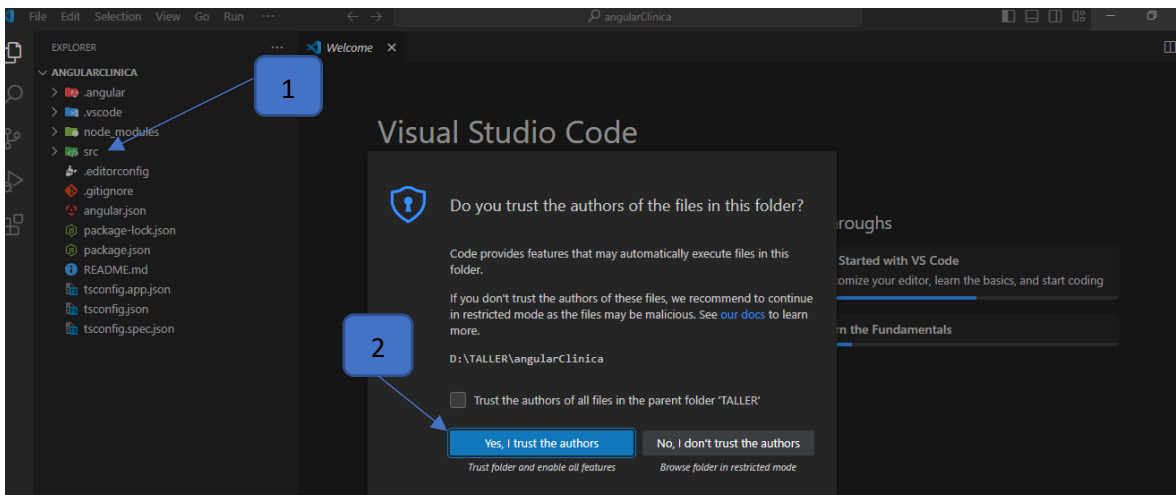 File Edit Selection View Go Run ...
angularClinica
EXPLORER ...
Welcome
ANGULARCLINICA
.angular
.vscode
node_modules
src
.editorconfig
.gitignore
angular.json
package-lock.json
package.json
README.md
tsconfig.app.json
tsconfig.json
tsconfig.spec.json
1
2
Visual Studio Code
Do you trust the authors of the files in this folder?
Code provides features that may automatically execute files in this
folder.
If you don't trust the authors of these files, we recommend to continue
in restricted mode as the files may be malicious. See our docs to learn
more.
D:\TALLER\angularClinica
Trust the authors of all files in the parent folder 'TALLER'
Yes, I trust the authors
No, I don't trust the authors
Trust folder and enable all features
Browse folder in restricted mode
Started with VS Code
your editor, learn the basics, and start coding
the Fundamentals